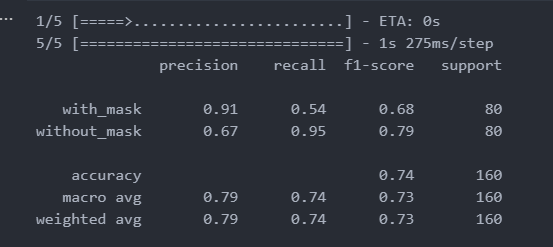 ...
1/5 [=====>........................] - ETA: 0s
5/5 [==============================] - 1s 275ms/step
precision recall f1-score support
with_mask 0.91 0.54 0.68 80
without_mask 0.67 0.95 0.79 80
accuracy 0.74 160
macro avg 0.79 0.74 0.73 160
weighted avg 0.79 0.74 0.73 160